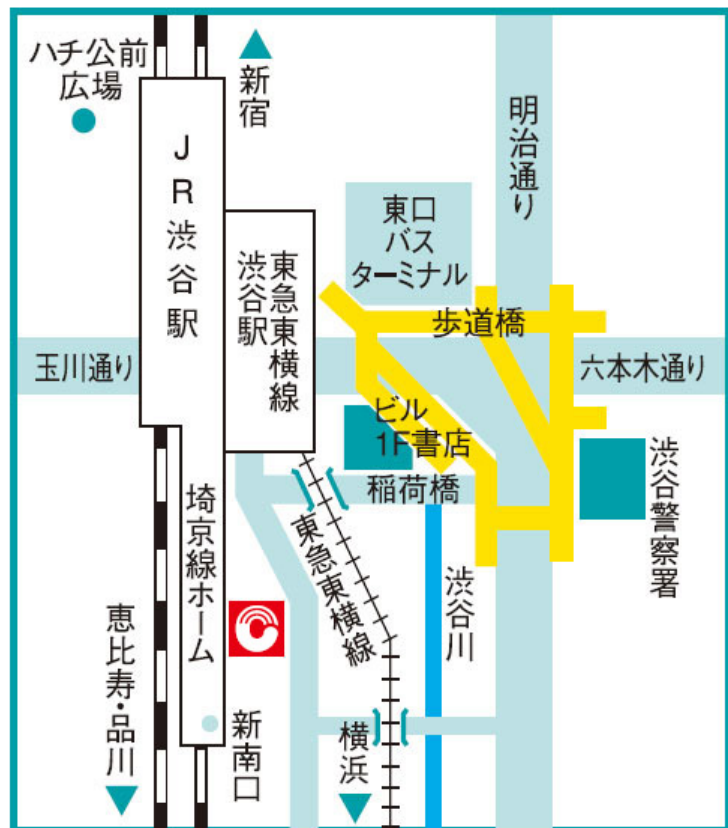 ハチ公前
広場
新宿
明治通り
JR渋谷駅
東口
バス
ターミナル
東急東横線
渋谷駅
歩道橋
玉川通り
六本木通り
ビル
1F書店
稲荷橋
渋谷警察署
埼京線ホーム
東急東横線
渋谷川
恵比寿・品川
新南口
横浜